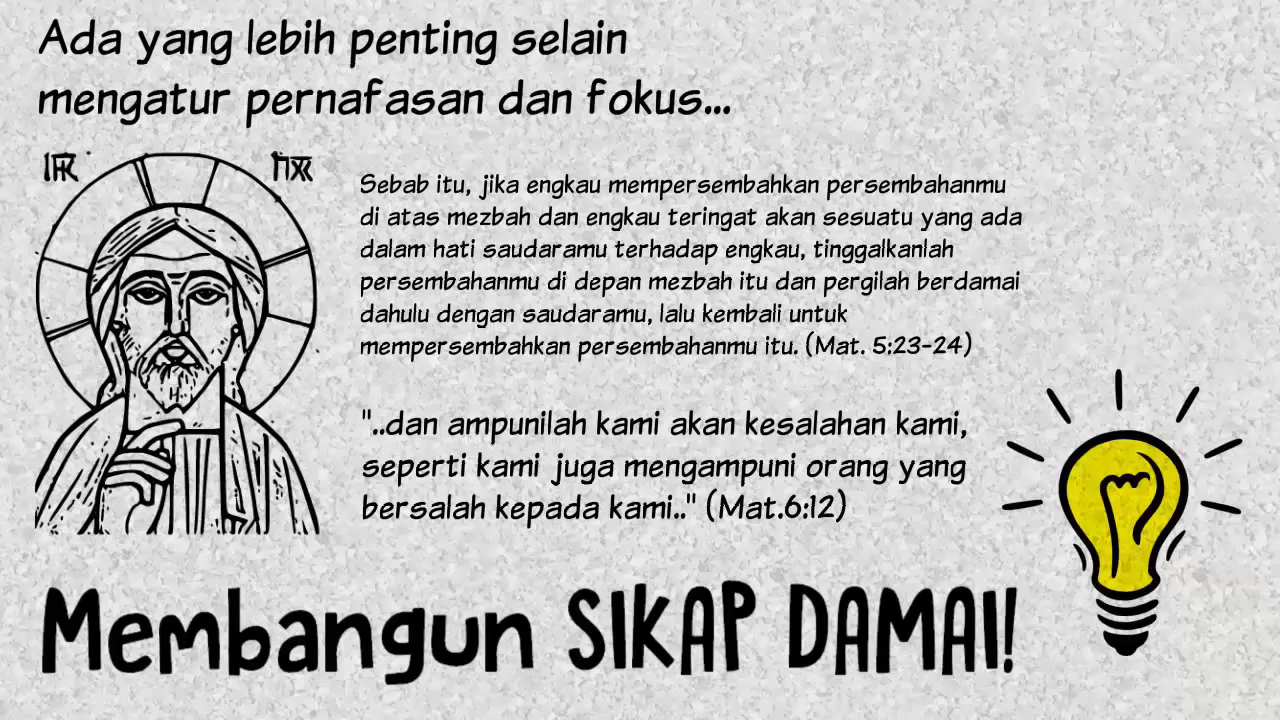 Ada yang lebih penting selain
mengatur pernafasan dan fokus...
Sebab itu, jika engkau mempersembahkan persembahanmu
di atas mezbah dan engkau teringat akan sesuatu yang ada
dalam hati saudaramu terhadap engkau, tinggalkanlah
persembahanmu di depan mezbah itu dan pergilah berdamai
dahulu dengan saudaramu, lalu kembali untuk
mempersembahkan persembahanmu itu. (Mat. 5:23-24)
"..dan ampunilah kami akan kesalahan kami,
seperti kami juga mengampuni orang yang
bersalah kepada kami.." (Mat.6:12)
Membangun SIKAP DAMAI!